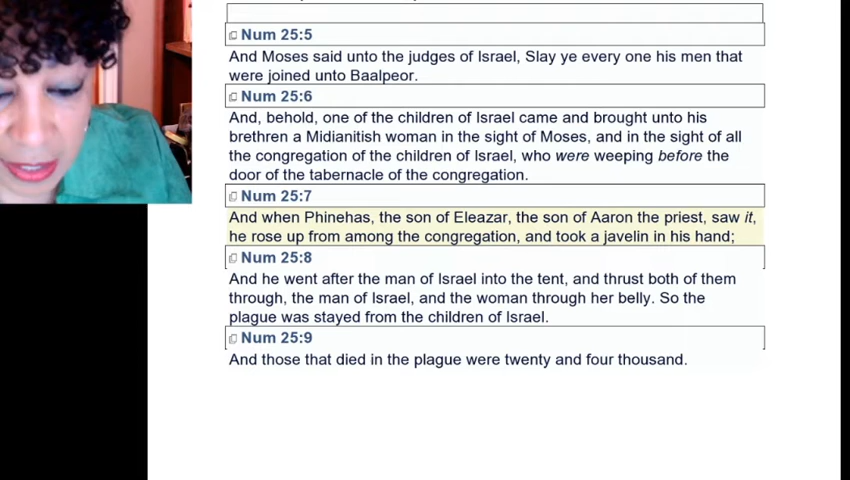 Num 25:5
And Moses said unto the judges of Israel, Slay ye every one his men that
were joined unto Baalpeor.
Num 25:6
And, behold, one of the children of Israel came and brought unto his
brethren a Midianitish woman in the sight of Moses, and in the sight of all
the congregation of the children of Israel, who were weeping before the
door of the tabernacle of the congregation.
Num 25:7
And when Phinehas, the son of Eleazar, the son of Aaron the priest, saw it,
he rose up from among the congregation, and took a javelin in his hand;
Num 25:8
And he went after the man of Israel into the tent, and thrust both of them
through, the man of Israel, and the woman through her belly. So the
plague was stayed from the children of Israel.
Num 25:9
And those that died in the plague were twenty and four thousand.